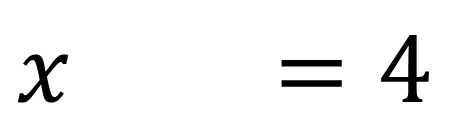 x = 4